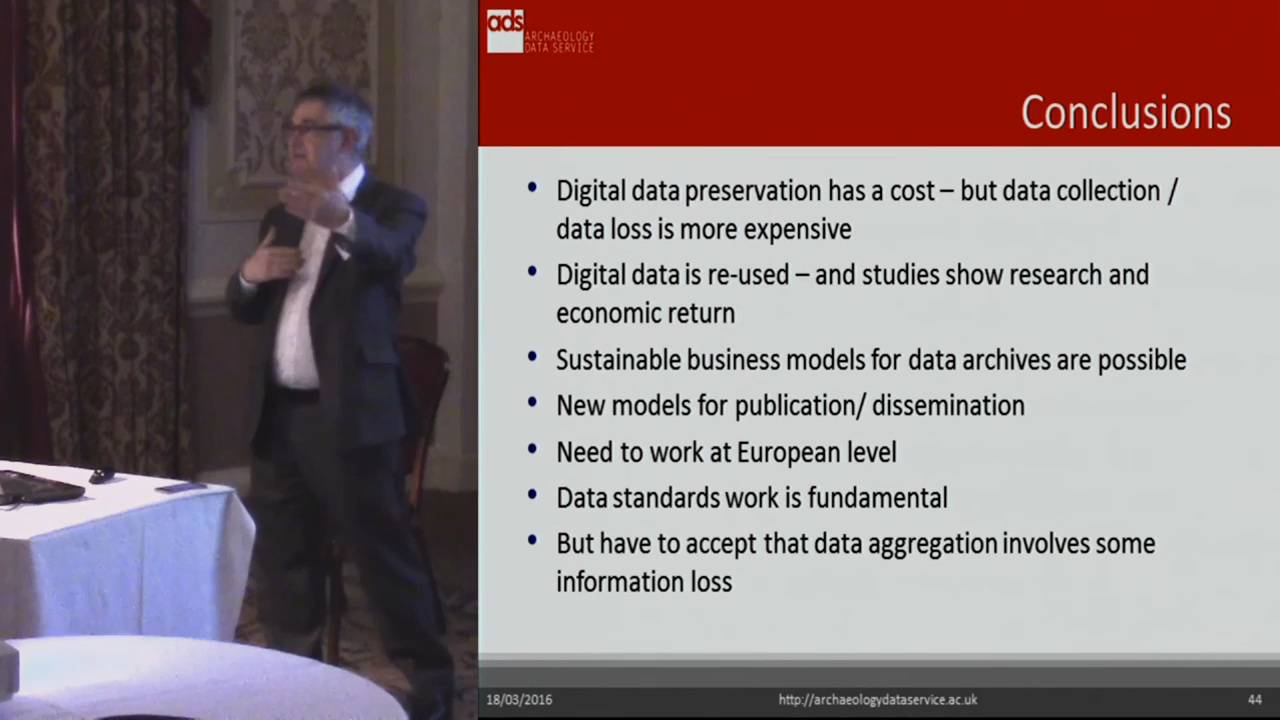 ads
ARCHAEOLOGY
DATA SERVICE
Conclusions
• Digital data preservation has a cost – but data collection /
data loss is more expensive
• Digital data is re-used – and studies show research and
economic return
• Sustainable business models for data archives are possible
• New models for publication/ dissemination
• Need to work at European level
• Data standards work is fundamental
• But have to accept that data aggregation involves some
information loss
18/03/2016 http://archaeologydataservice.ac.uk 44